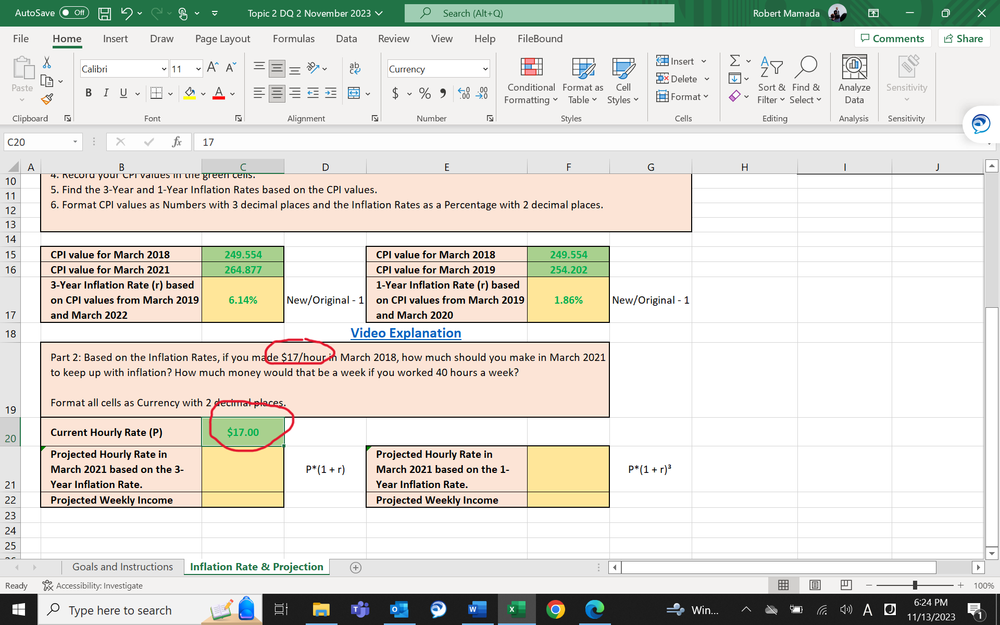 AutoSave Off Topic 2 DQ 2 November 2023 Search (Alt+Q) Robert Mamada
File Home Insert Draw Page Layout Formulas Data Review View Help FileBound Comments Share
Paste
Calibri 11
B I U
ab
Currency
$ % 9 .00 .00
Conditional Formatting
Format as Table
Cell Styles
Insert
Delete
Format
Sort & Filter
Find & Select
Analyze Data
Sensitivity
Clipboard Font Alignment Number Styles Cells Editing Analysis Sensitivity
C20 fx 17
A B C D E F G H I J
10 4. Record your CPI values in the green cells.
11 5. Find the 3-Year and 1-Year Inflation Rates based on the CPI values.
12 6. Format CPI values as Numbers with 3 decimal places and the Inflation Rates as a Percentage with 2 decimal places.
13
14
15 CPI value for March 2018 249.554 CPI value for March 2018 249.554
16 CPI value for March 2021 264.877 CPI value for March 2019 254.202
3-Year Inflation Rate (r) based 1-Year Inflation Rate (r) based
on CPI values from March 2019 6.14% New/Original - 1 on CPI values from March 2019 1.86% New/Original - 1
17 and March 2022 and March 2020
18 Video Explanation
Part 2: Based on the Inflation Rates, if you made $17/hour in March 2018, how much should you make in March 2021
to keep up with inflation? How much money would that be a week if you worked 40 hours a week?
Format all cells as Currency with 2 decimal places.
19
20 Current Hourly Rate (P) $17.00
Projected Hourly Rate in Projected Hourly Rate in
March 2021 based on the 3- P*(1 + r) March 2021 based on the 1- P*(1 + r)³
21 Year Inflation Rate. Year Inflation Rate.
22 Projected Weekly Income Projected Weekly Income
23
24
25
Goals and Instructions Inflation Rate & Projection
Ready Accessibility: Investigate 100%
Type here to search Win... A 6:24 PM
11/13/2023 1